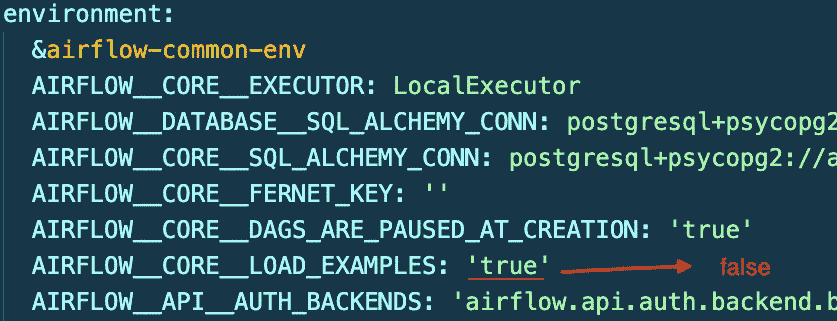 environment:
&airflow-common-env
AIRFLOW__CORE__EXECUTOR: LocalExecutor
AIRFLOW__DATABASE__SQL_ALCHEMY_CONN: postgresql+psycopg2
AIRFLOW__CORE__SQL_ALCHEMY_CONN: postgresql+psycopg2://a
AIRFLOW__CORE__FERNET_KEY: ''
AIRFLOW__CORE__DAGS_ARE_PAUSED_AT_CREATION: 'true'
AIRFLOW__CORE__LOAD_EXAMPLES: 'true' false
AIRFLOW__API__AUTH_BACKENDS: 'airflow.api.auth.backend.b